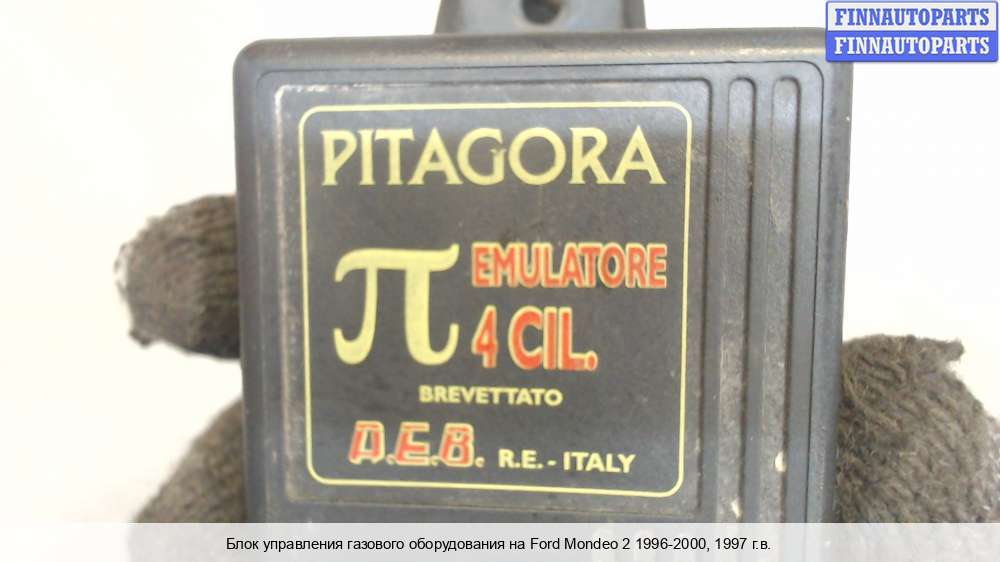 FINNAUTOPARTS
FINNAUTOPARTS
PITAGORA
π EMULATORE
4 CIL.
BREVETTATO
A.E.B. R.E. - ITALY
Блок управления газового оборудования на Ford Mondeo 2 1996-2000, 1997 г.в.